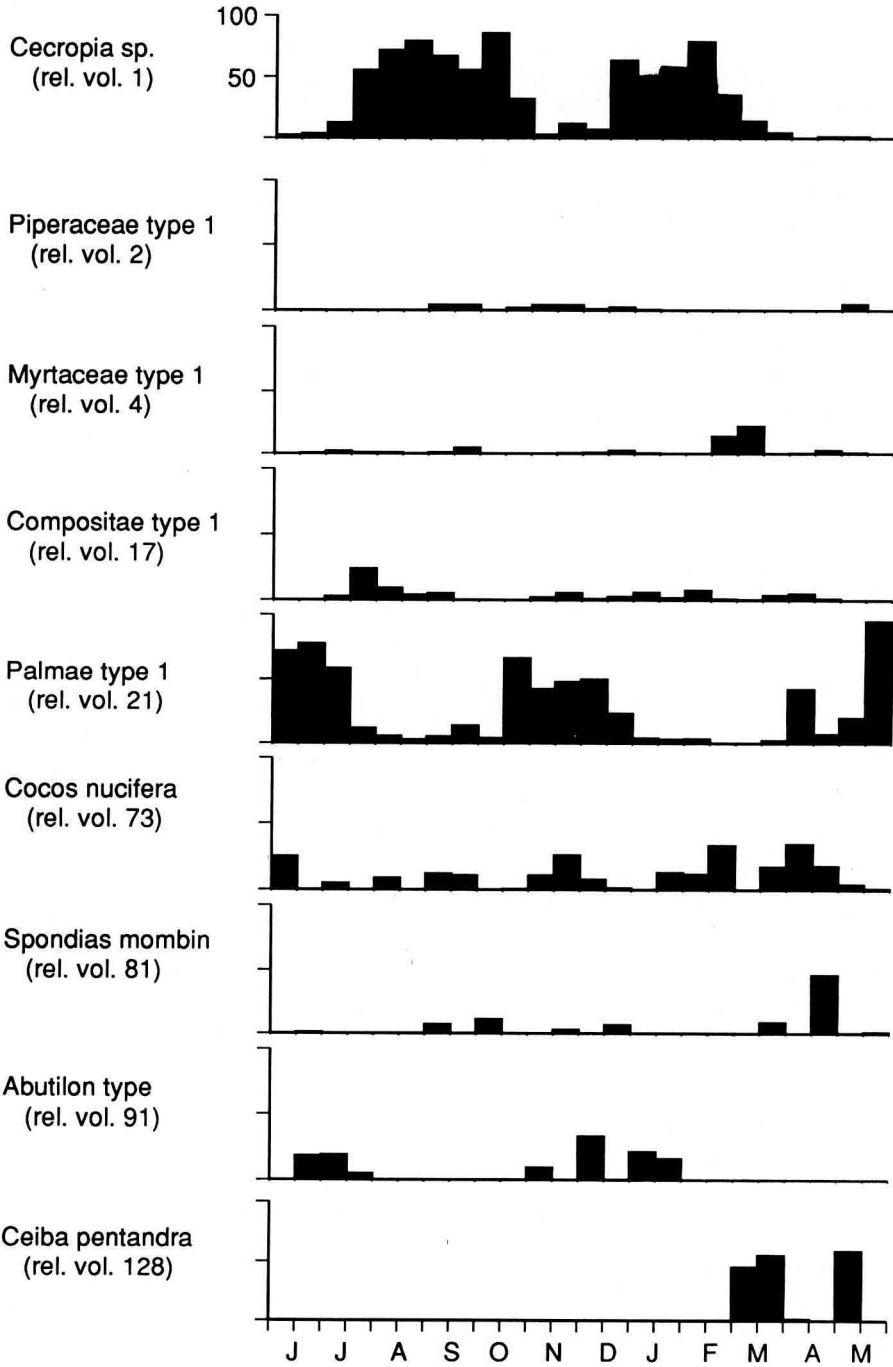 100
Cecropia sp.
(rel. vol. 1)
50
Piperaceae type 1
(rel. vol. 2)
Myrtaceae type 1
(rel. vol. 4)
Compositae type 1
(rel. vol. 17)
Palmae type 1
(rel. vol. 21)
Cocos nucifera
(rel. vol. 73)
Spondias mombin
(rel. vol. 81)
Abutilon type
(rel. vol. 91)
Ceiba pentandra
(rel. vol. 128)
J J A S O N D J F M A M